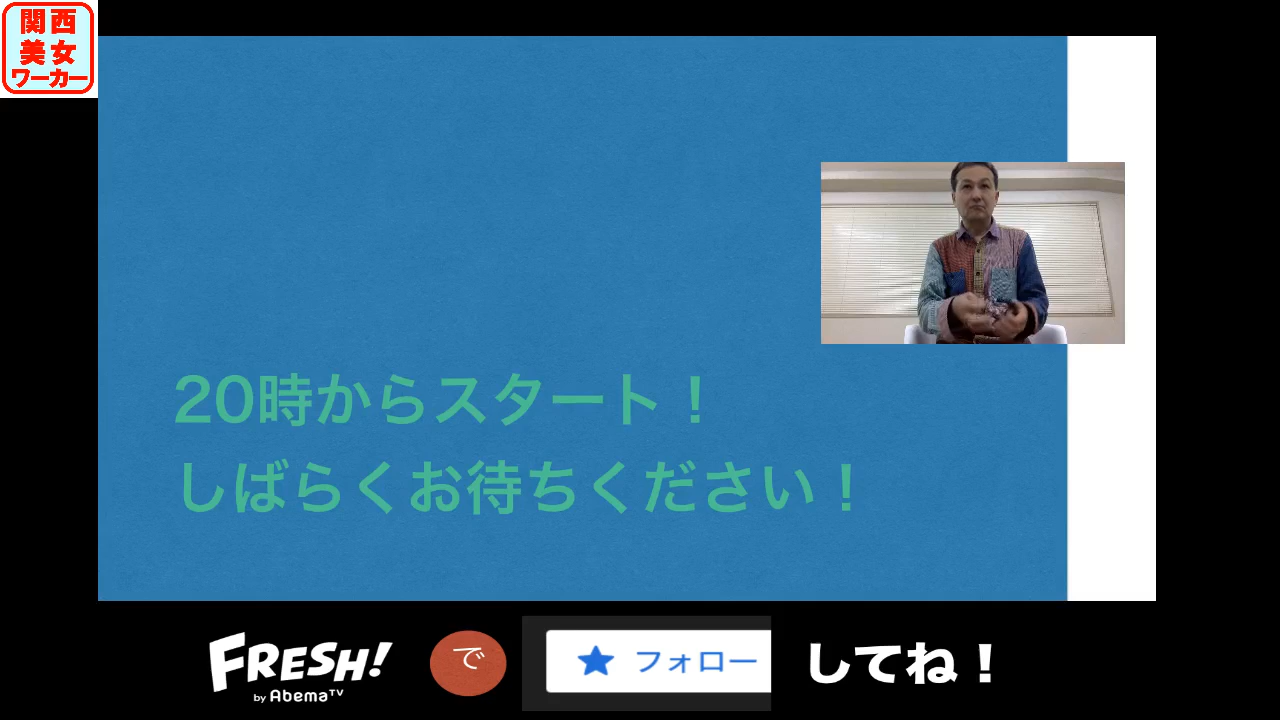 関西
美女
ワーカー
20時からスタート！
しばらくお待ちください！
FRESH!
by AbemaTV
で
フォロー
してね！